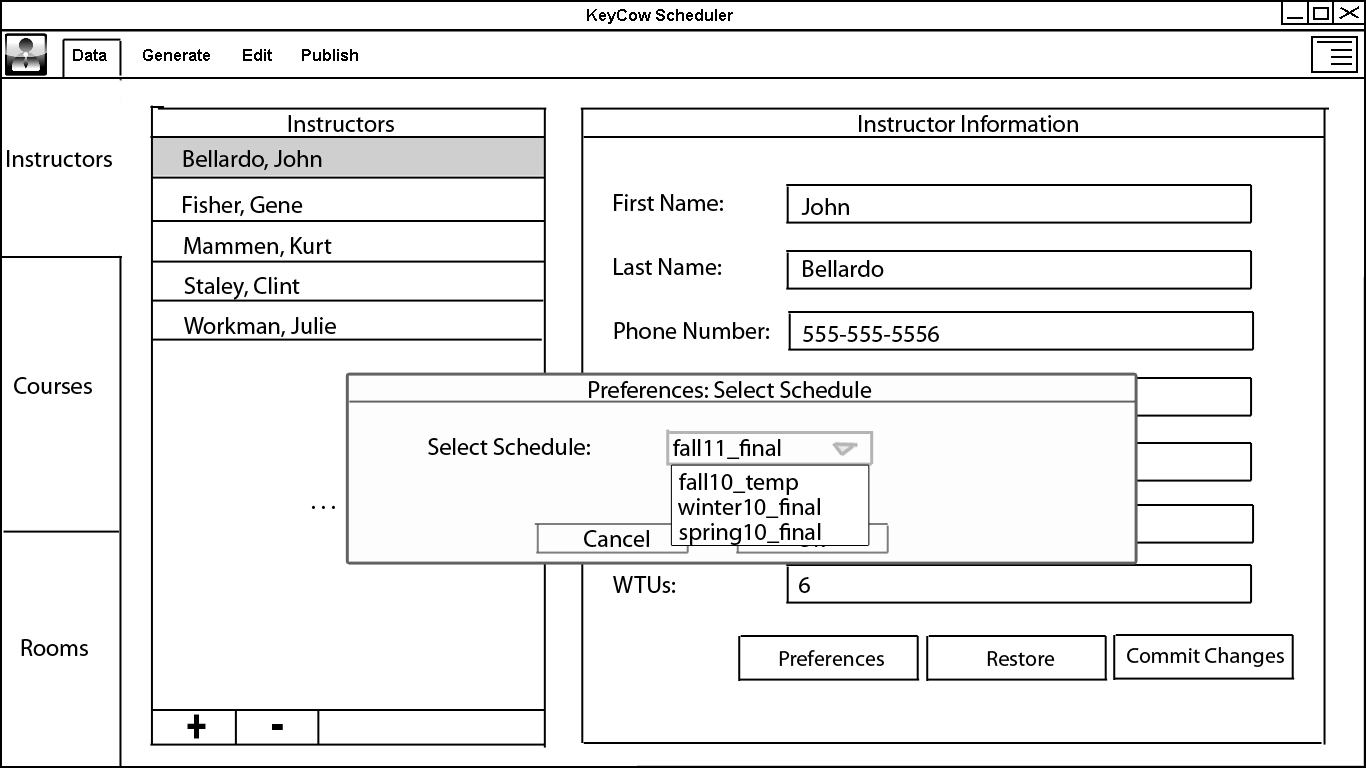 KeyCow Scheduler
Data Generate Edit Publish
Instructors
Courses
Rooms
Instructors
Bellardo, John
Fisher, Gene
Mammen, Kurt
Staley, Clint
Workman, Julie
...
+ -
Instructor Information
First Name: John
Last Name: Bellardo
Phone Number: 555-555-5556
Preferences: Select Schedule
Select Schedule: fall11_final
fall10_temp
winter10_final
spring10_final
Cancel
WTUs: 6
Preferences Restore Commit Changes